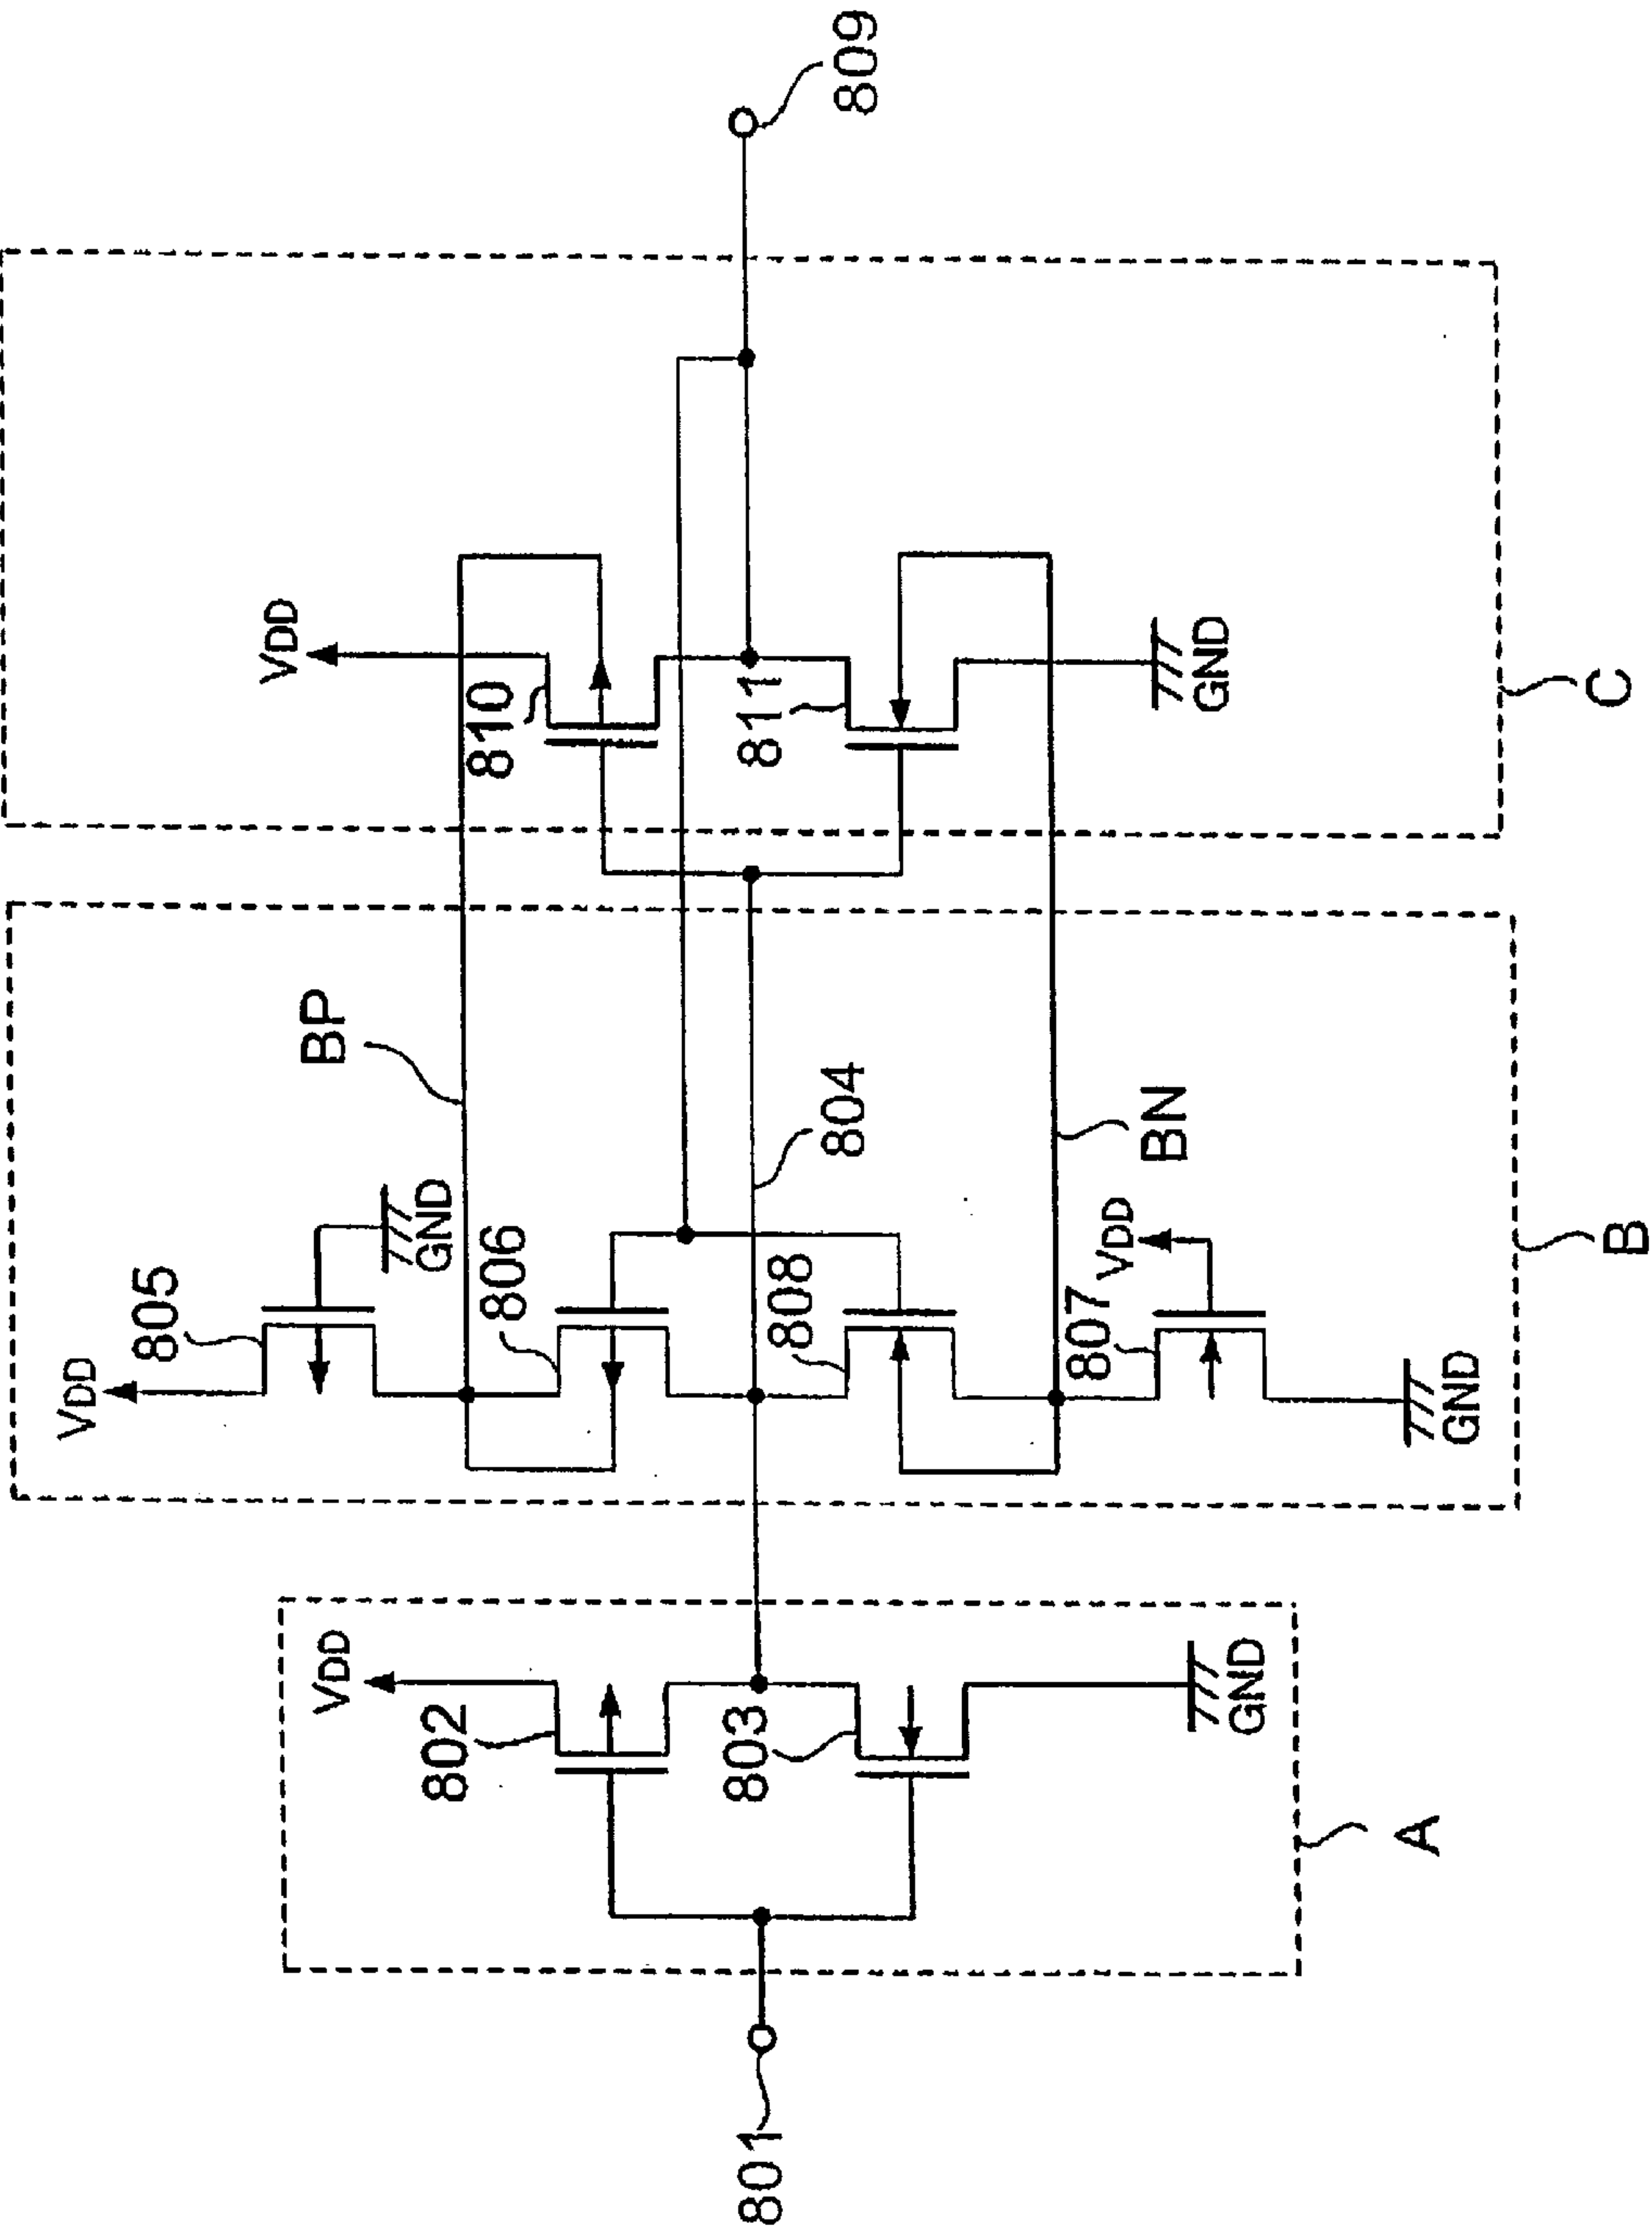 VDD
805
GND
BP
806
804
808
VDD
807
BN
GND
B
VDD
802
803
GND
A
801
VDD
810
811
GND
C
809